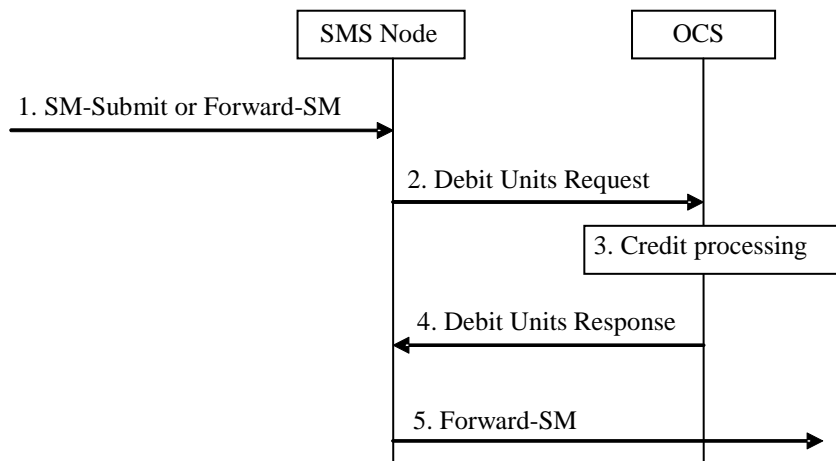 SMS Node
OCS
1. SM-Submit or Forward-SM
2. Debit Units Request
3. Credit processing
4. Debit Units Response
5. Forward-SM